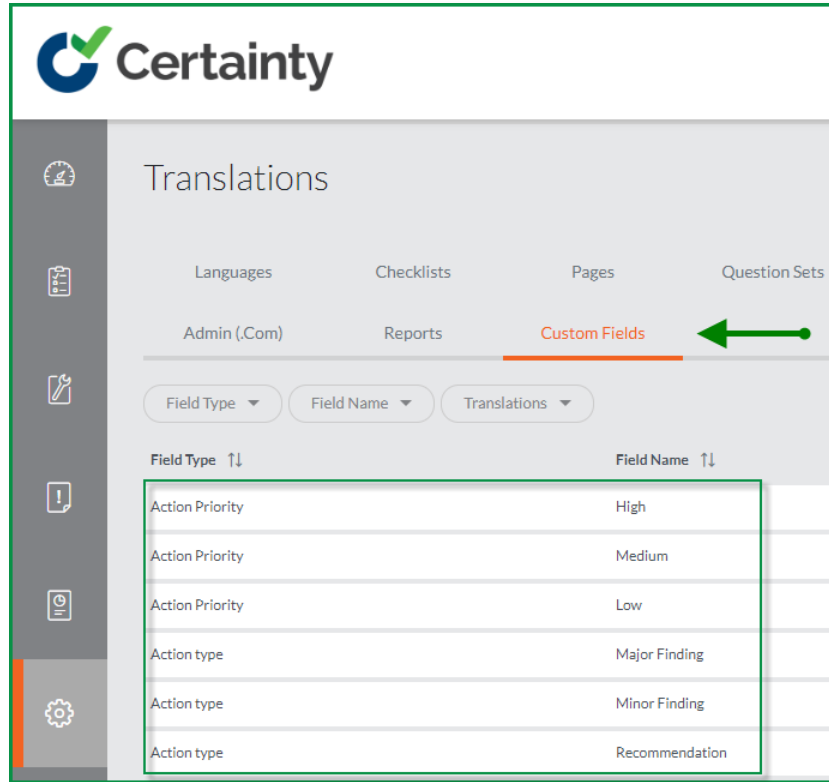 Certainty
Translations
Languages Checklists Pages Question Sets
Admin (.Com) Reports Custom Fields
Field Type Field Name Translations
Field Type Field Name
Action Priority High
Action Priority Medium
Action Priority Low
Action type Major Finding
Action type Minor Finding
Action type Recommendation